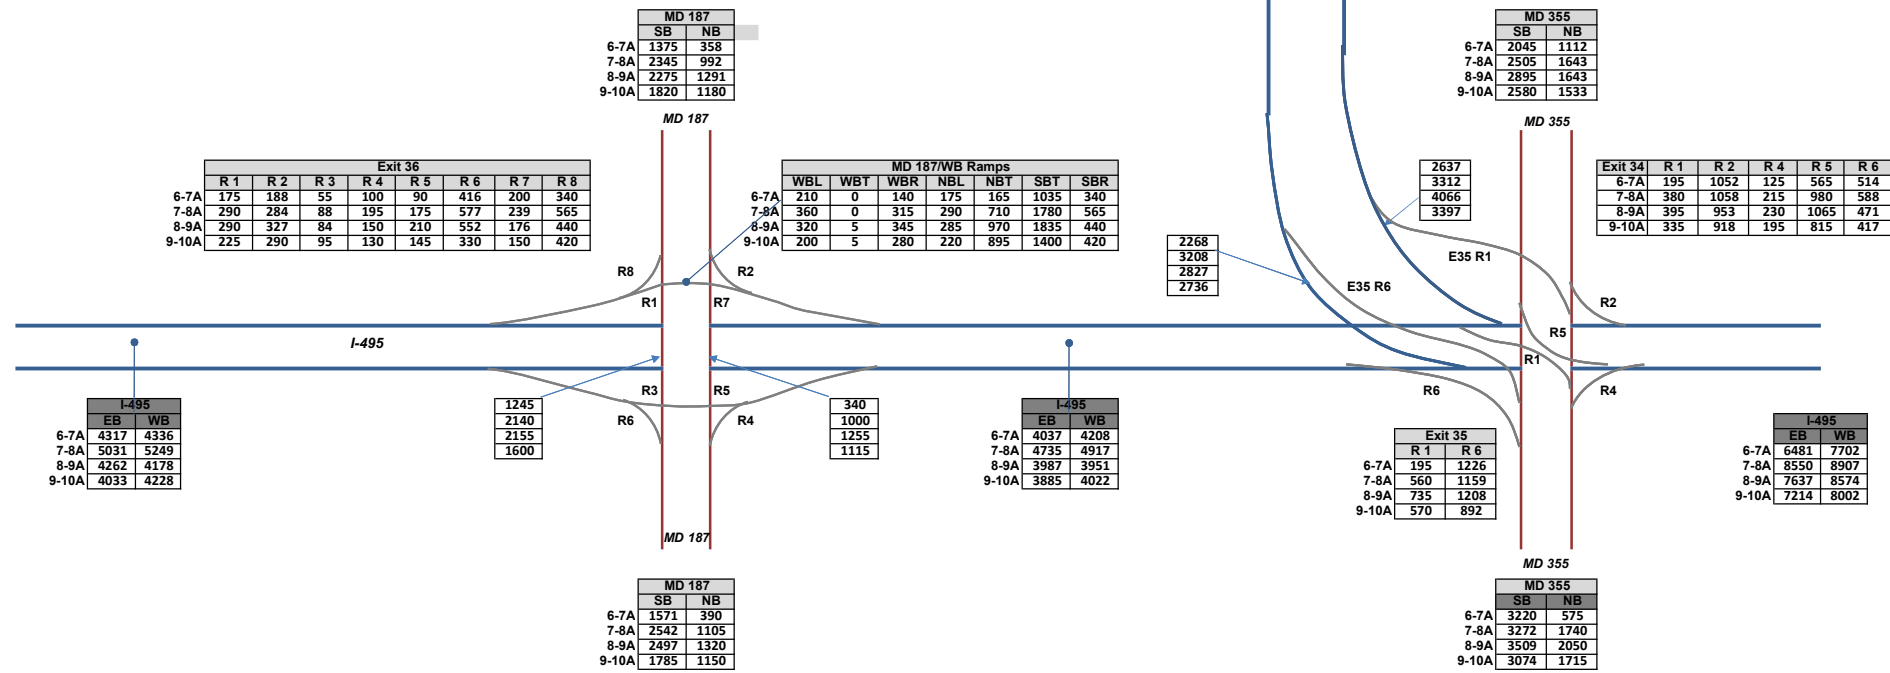 MD 187
SB NB
6-7A 1375 358
7-8A 2345 992
8-9A 2275 1291
9-10A 1820 1180
MD 187
MD 355
SB NB
6-7A 2045 1112
7-8A 2505 1643
8-9A 2895 1643
9-10A 2580 1533
MD 355
Exit 36
R 1 R 2 R 3 R 4 R 5 R 6 R 7 R 8
6-7A 175 188 55 100 90 416 200 340
7-8A 290 284 88 195 175 577 239 565
8-9A 290 327 84 150 210 552 176 440
9-10A 225 290 95 130 145 330 150 420
MD 187/WB Ramps
WBL WBT WBR NBL NBT SBT SBR
6-7A 210 0 140 175 165 1035 340
7-8A 360 0 315 290 710 1780 565
8-9A 320 5 345 285 970 1835 440
9-10A 200 5 280 220 895 1400 420
2637
3312
4066
3397
Exit 34 R 1 R 2 R 4 R 5 R 6
6-7A 195 1052 125 565 514
7-8A 380 1058 215 980 588
8-9A 395 953 230 1065 471
9-10A 335 918 195 815 417
2268
3208
2827
2736
R8
R2
R1
R7
E35 R1
E35 R6
R2
R5
I-495
R1
R3
R5
R6
R4
R6
R4
I-495
EB WB
6-7A 4317 4336
7-8A 5031 5249
8-9A 4262 4178
9-10A 4033 4228
1245
2140
2155
1600
340
1000
1255
1115
I-495
EB WB
6-7A 4037 4208
7-8A 4735 4917
8-9A 3987 3951
9-10A 3885 4022
Exit 35
R 1 R 6
6-7A 195 1226
7-8A 560 1159
8-9A 735 1208
9-10A 570 892
I-495
EB WB
6-7A 6481 7702
7-8A 8550 8907
8-9A 7637 8574
9-10A 7214 8002
MD 187
MD 187
SB NB
6-7A 1571 390
7-8A 2542 1105
8-9A 2497 1320
9-10A 1785 1150
MD 355
MD 355
SB NB
6-7A 3220 575
7-8A 3272 1740
8-9A 3509 2050
9-10A 3074 1715